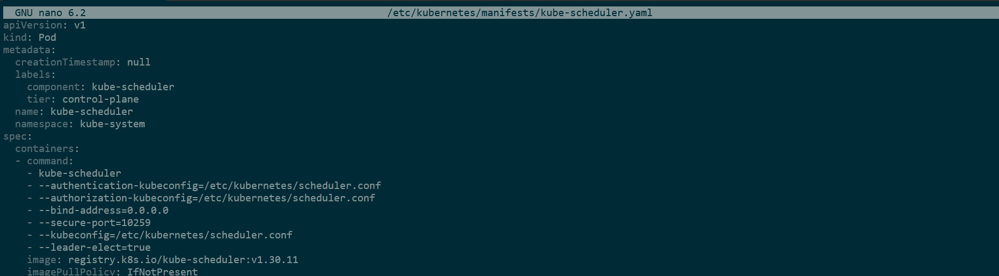 GNU nano 6.2 /etc/kubernetes/manifests/kube-scheduler.yaml
apiVersion: v1
kind: Pod
metadata:
  creationTimestamp: null
  labels:
    component: kube-scheduler
    tier: control-plane
  name: kube-scheduler
  namespace: kube-system
spec:
  containers:
  - command:
    - kube-scheduler
    - --authentication-kubeconfig=/etc/kubernetes/scheduler.conf
    - --authorization-kubeconfig=/etc/kubernetes/scheduler.conf
    - --bind-address=0.0.0.0
    - --secure-port=10259
    - --kubeconfig=/etc/kubernetes/scheduler.conf
    - --leader-elect=true
    image: registry.k8s.io/kube-scheduler:v1.30.11
    imagePullPolicy: IfNotPresent